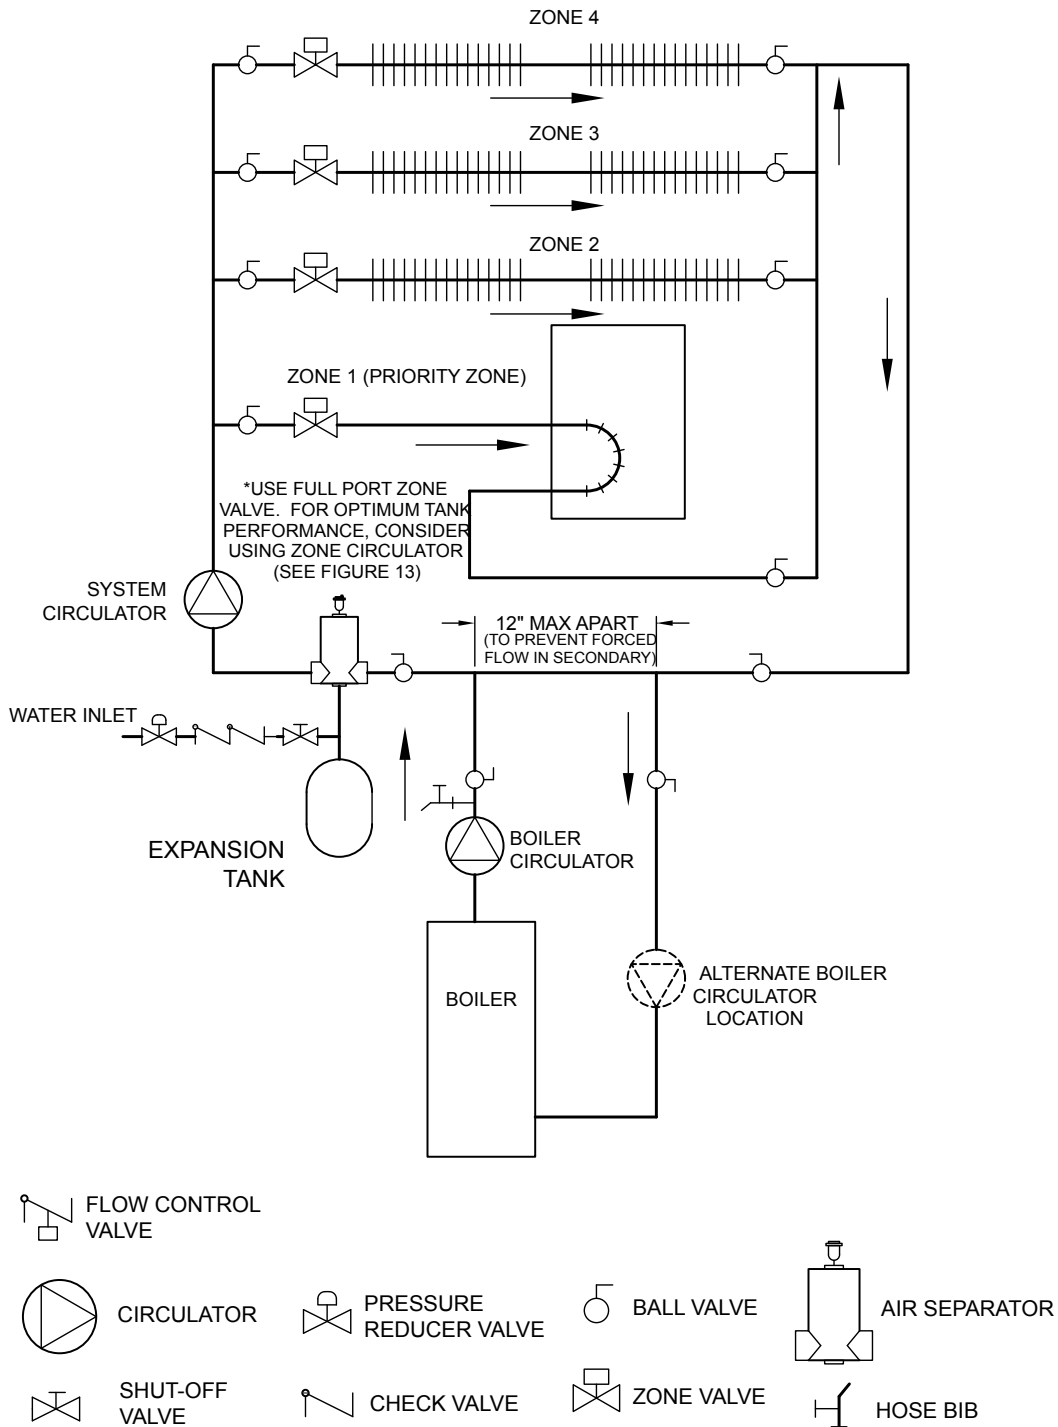 ZONE 4
ZONE 3
ZONE 2
ZONE 1 (PRIORITY ZONE)
*USE FULL PORT ZONE
VALVE.  FOR OPTIMUM TANK
PERFORMANCE, CONSIDER
USING ZONE CIRCULATOR
(SEE FIGURE 13)
SYSTEM
CIRCULATOR
12" MAX APART
(TO PREVENT FORCED
FLOW IN SECONDARY)
WATER INLET
EXPANSION
TANK
BOILER
CIRCULATOR
BOILER
ALTERNATE BOILER
CIRCULATOR
LOCATION
FLOW CONTROL
VALVE
CIRCULATOR
PRESSURE
REDUCER VALVE
BALL VALVE
AIR SEPARATOR
SHUT-OFF
VALVE
CHECK VALVE
ZONE VALVE
HOSE BIB